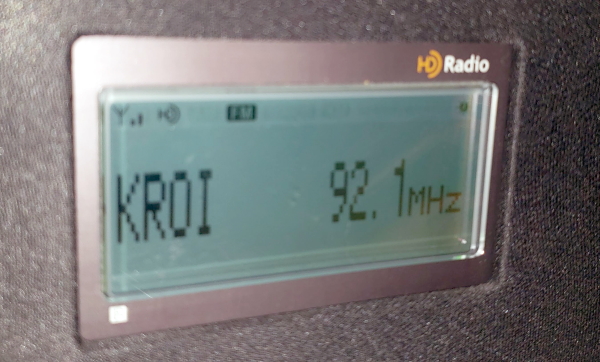 HD Radio
FM
KROI 92.1MHz